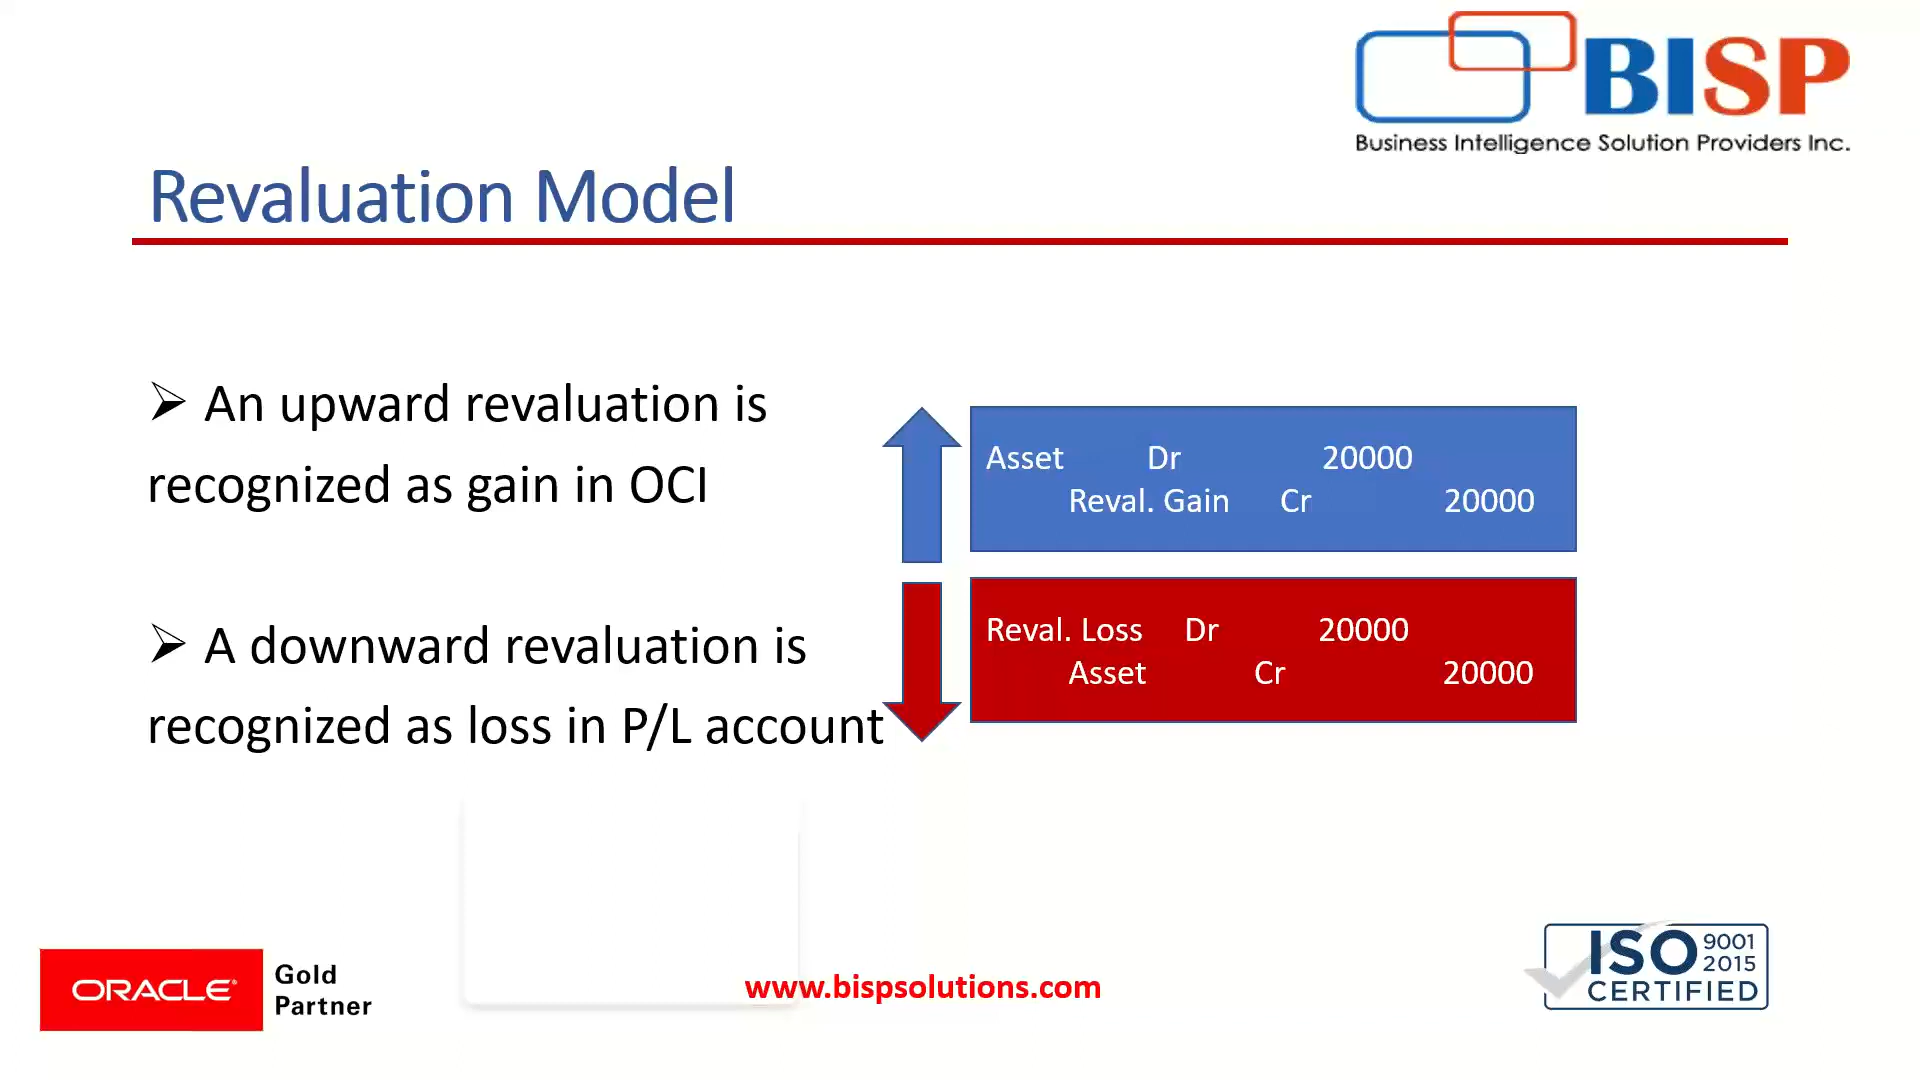 BISP
Business Intelligence Solution Providers Inc.
Revaluation Model
➢ An upward revaluation is
recognized as gain in OCI
Asset Dr 20000
Reval. Gain Cr 20000
➢ A downward revaluation is
recognized as loss in P/L account
Reval. Loss Dr 20000
Asset Cr 20000
ORACLE® Gold
Partner
www.bispsolutions.com
ISO 9001
2015
CERTIFIED